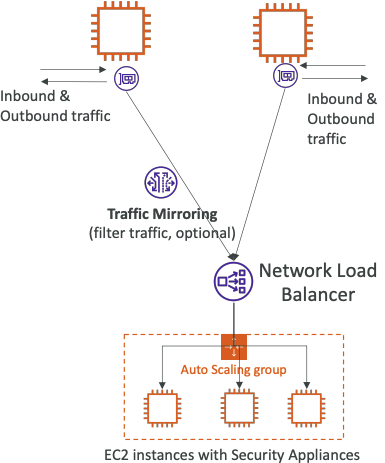 Inbound &
Outbound traffic
Inbound &
Outbound
traffic
Traffic Mirroring
(filter traffic, optional)
Network Load
Balancer
Auto Scaling group
EC2 instances with Security Appliances